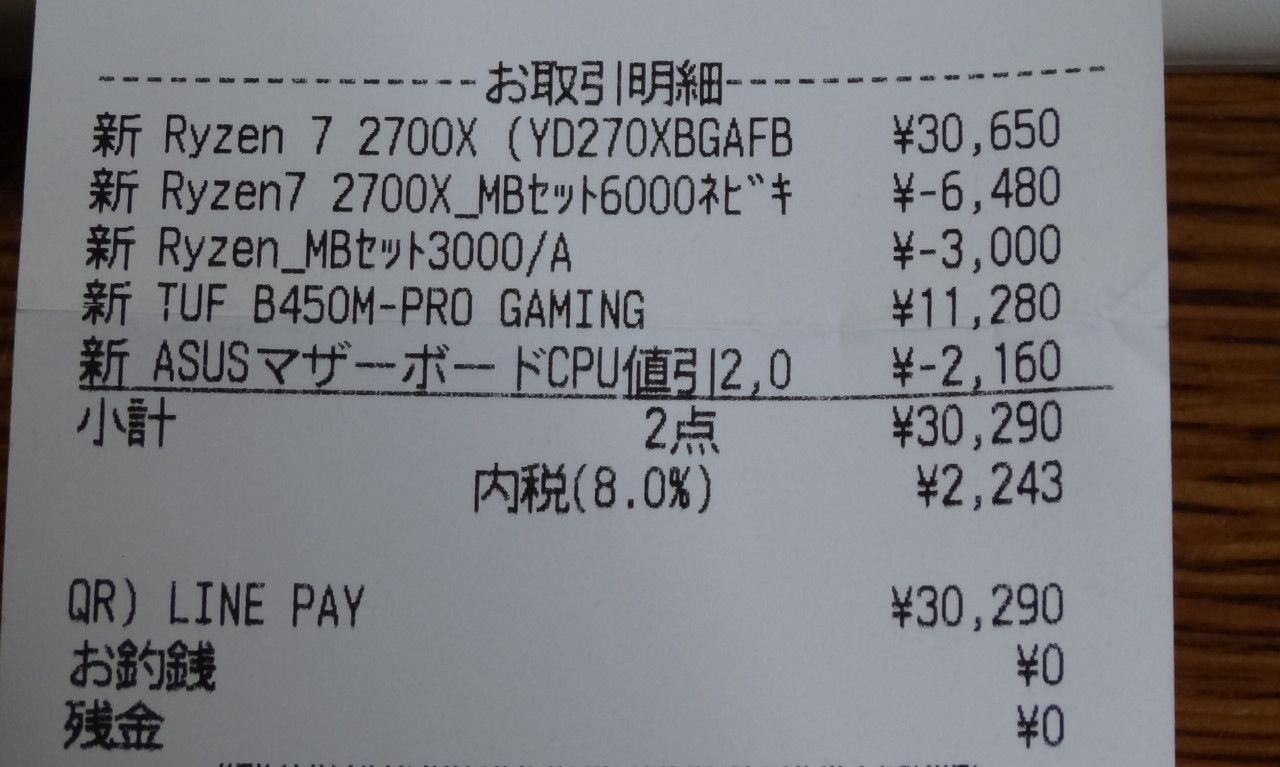 ----------------お取引明細----------------
新 Ryzen 7 2700X (YD270XBGAFB ¥30,650
新 Ryzen7 2700X_MBセット6000ネビキ ¥-6,480
新 Ryzen_MBセット3000/A ¥-3,000
新 TUF B450M-PRO GAMING ¥11,280
新 ASUSマザーボードCPU値引2,0 ¥-2,160
小計 2点 ¥30,290
内税(8.0%) ¥2,243
QR) LINE PAY ¥30,290
お釣銭 ¥0
残金 ¥0